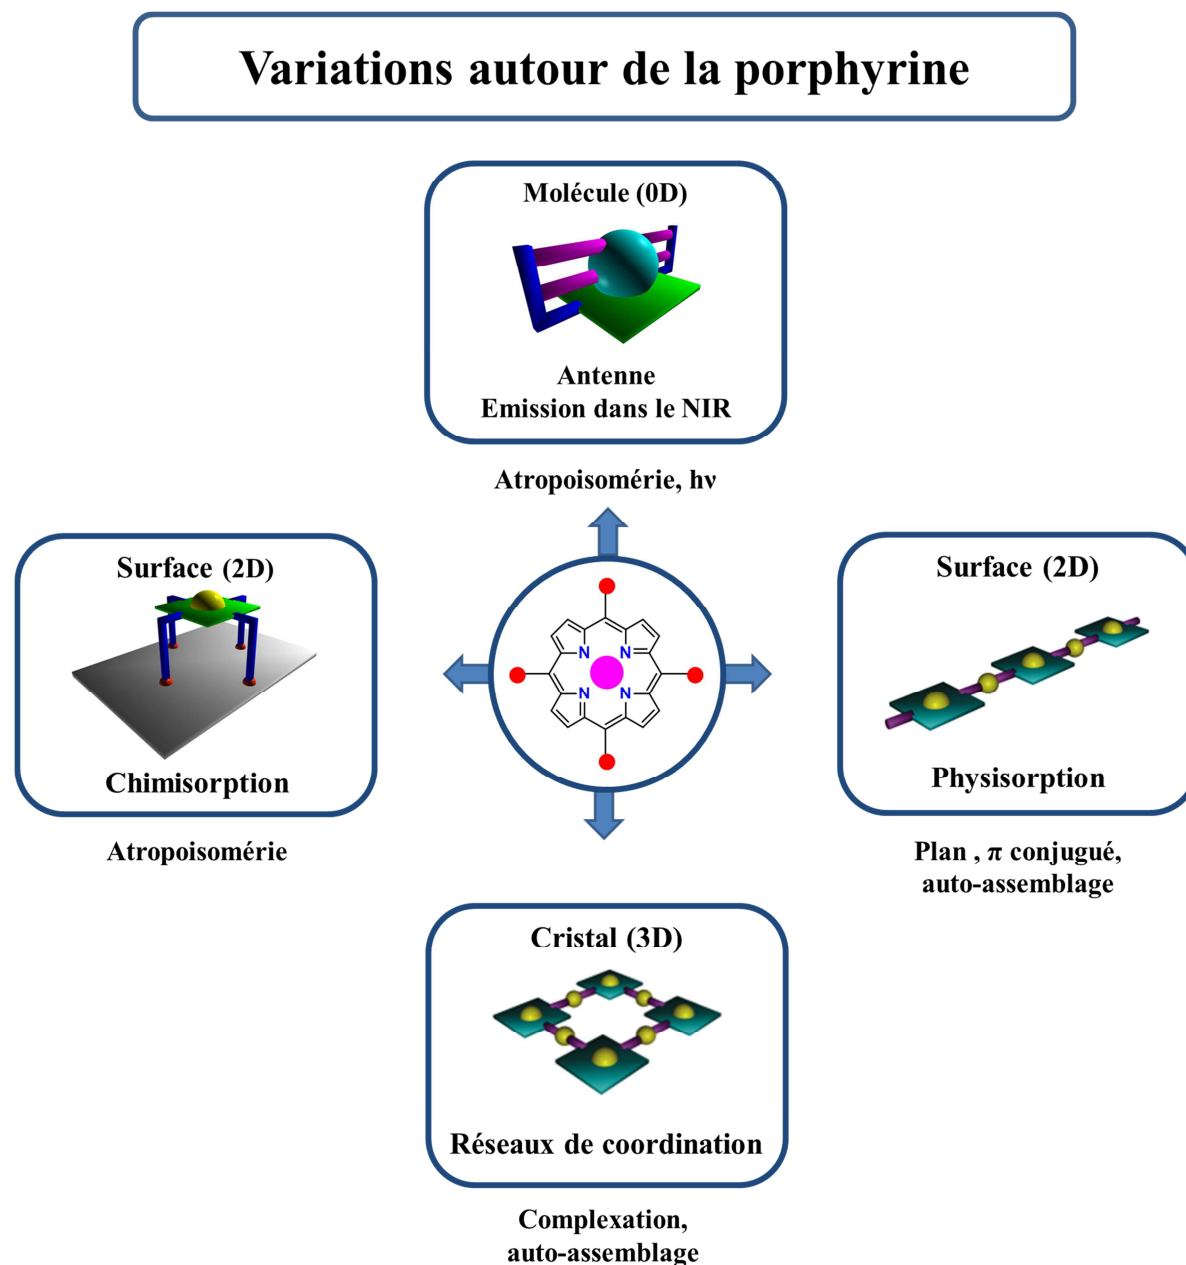 Variations autour de la porphyrine
Molécule (0D)
Antenne
Emission dans le NIR
Atropoisomérie, hν
Surface (2D)
Chimisorption
Atropoisomérie
N
N
N
N
Surface (2D)
Physisorption
Plan , π conjugué,
auto-assemblage
Cristal (3D)
Réseaux de coordination
Complexation,
auto-assemblage